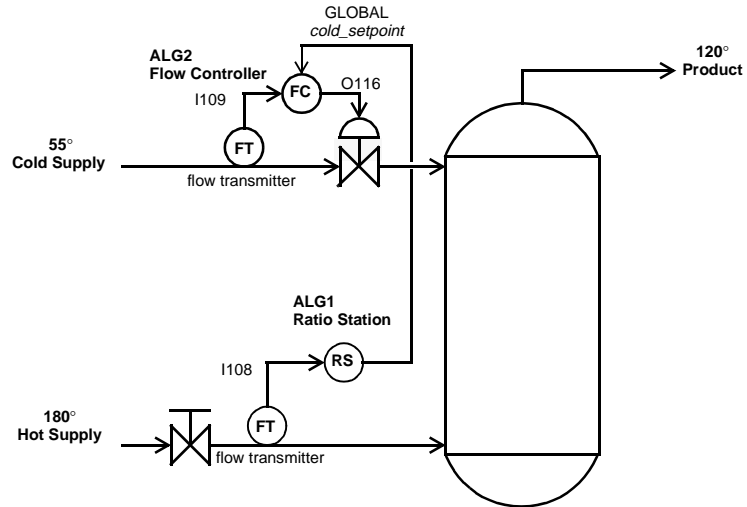 GLOBAL
cold_setpoint
ALG2
Flow Controller
120°
Product
I109
FC
O116
55°
Cold Supply
FT
flow transmitter
ALG1
Ratio Station
I108
RS
180°
Hot Supply
FT
flow transmitter